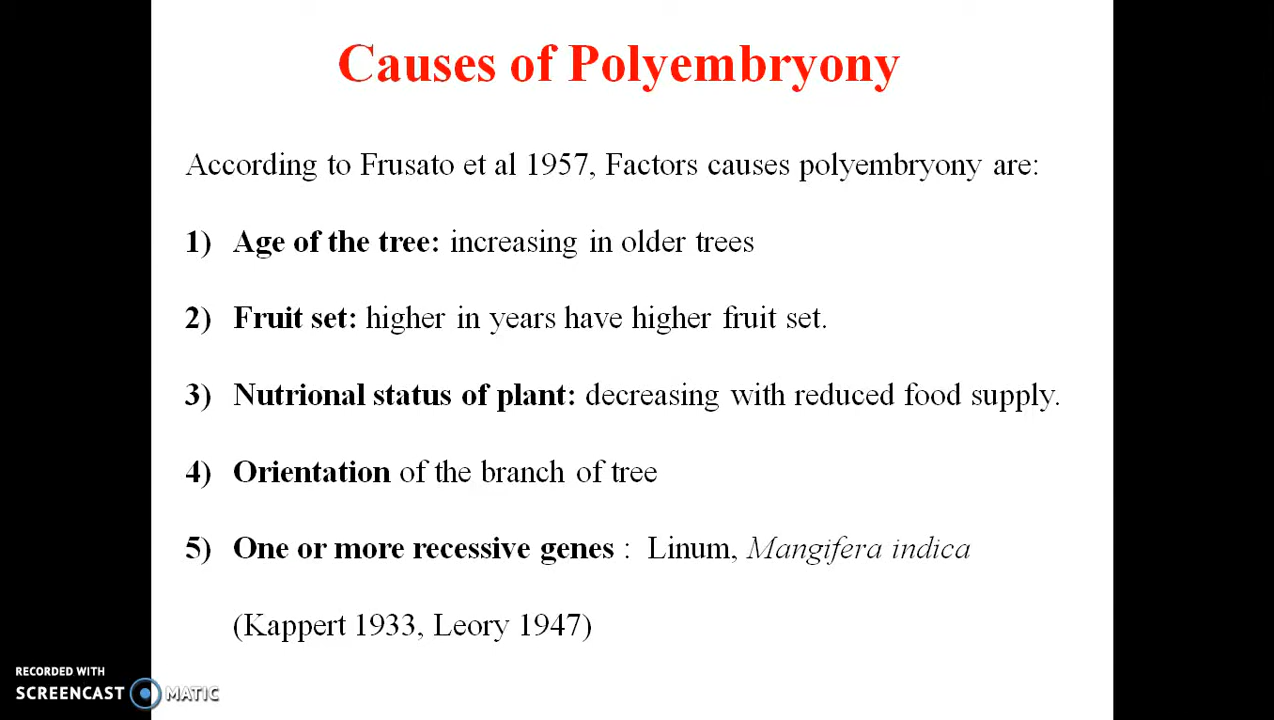 Causes of Polyembryony
According to Frusato et al 1957, Factors causes polyembryony are:
1) Age of the tree: increasing in older trees
2) Fruit set: higher in years have higher fruit set.
3) Nutrional status of plant: decreasing with reduced food supply.
4) Orientation of the branch of tree
5) One or more recessive genes : Linum, Mangifera indica
(Kappert 1933, Leory 1947)
RECORDED WITH
SCREENCAST MATIC